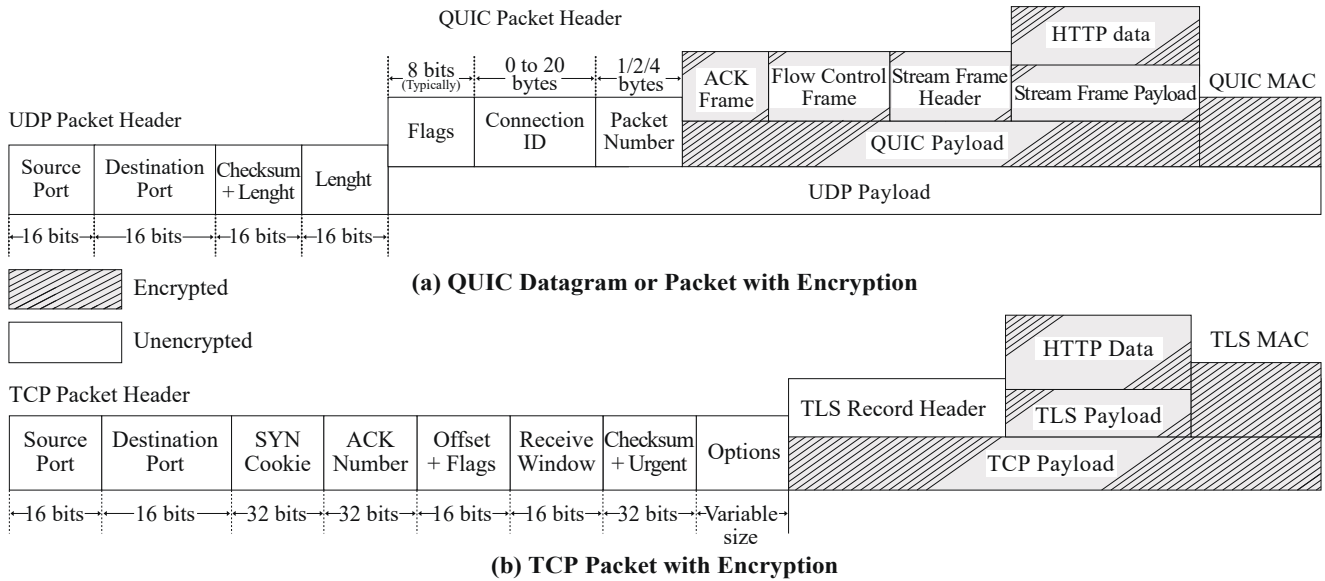 QUIC Packet Header
HTTP data
8 bits
(Typically)
0 to 20
bytes
1/2/4
bytes
ACK
Frame
Flow Control
Frame
Stream Frame
Header
Stream Frame Payload
QUIC MAC
UDP Packet Header
Flags
Connection
ID
Packet
Number
QUIC Payload
Source
Port
Destination
Port
Checksum
+ Lenght
Lenght
UDP Payload
16 bits
16 bits
16 bits
16 bits
(a) QUIC Datagram or Packet with Encryption
Encrypted
Unencrypted
HTTP Data
TLS MAC
TCP Packet Header
TLS Record Header
TLS Payload
Source
Port
Destination
Port
SYN
Cookie
ACK
Number
Offset
+ Flags
Receive
Window
Checksum
+ Urgent
Options
TCP Payload
16 bits
16 bits
32 bits
32 bits
16 bits
16 bits
32 bits
Variable
size
(b) TCP Packet with Encryption